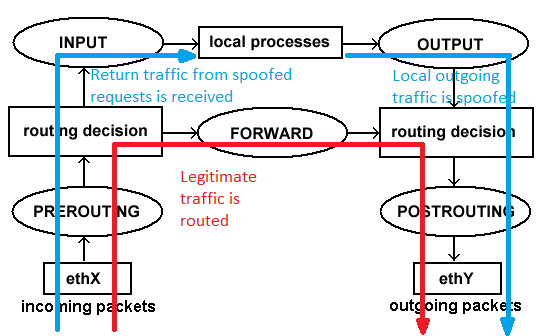 INPUT
local processes
OUTPUT
Return traffic from spoofed
requests is received
Local outgoing
traffic is spoofed
routing decision
FORWARD
routing decision
Legitimate
traffic is
routed
PREROUTING
POSTROUTING
ethX
ethY
incoming packets
outgoing packets